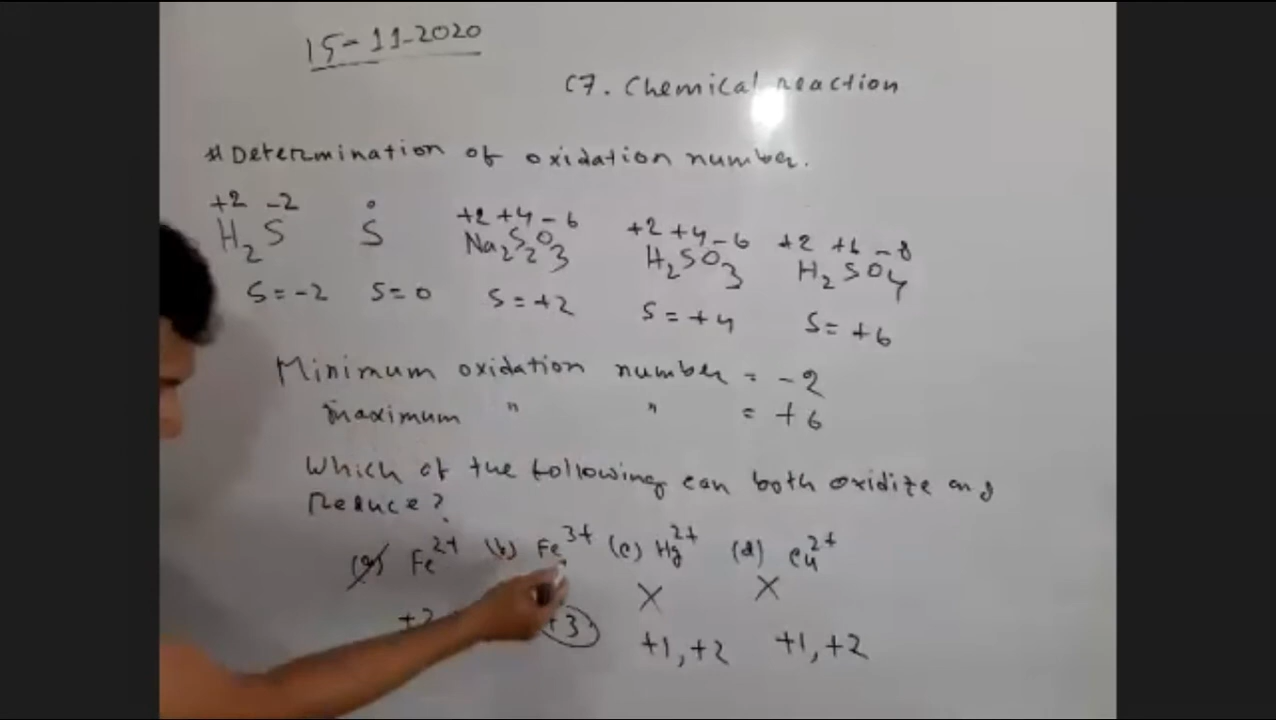 15-11-2020
C7. Chemical reaction
* Determination of oxidation number.
+2 -2 0 +2 +4 -6 +2 +4 -6 +2 +6 -8
H₂S S Na₂S₂O₃ H₂SO₃ H₂SO₄
S = -2 S = 0 S = +2 S = +4 S = +6
Minimum oxidation number = -2
maximum " " = +6
Which of the following can both oxidize and
Reduce?
(a) Fe²⁺ (b) Fe³⁺ (c) Hg²⁺ (d) Cu²⁺
X X
+2 +3 +1, +2 +1, +2